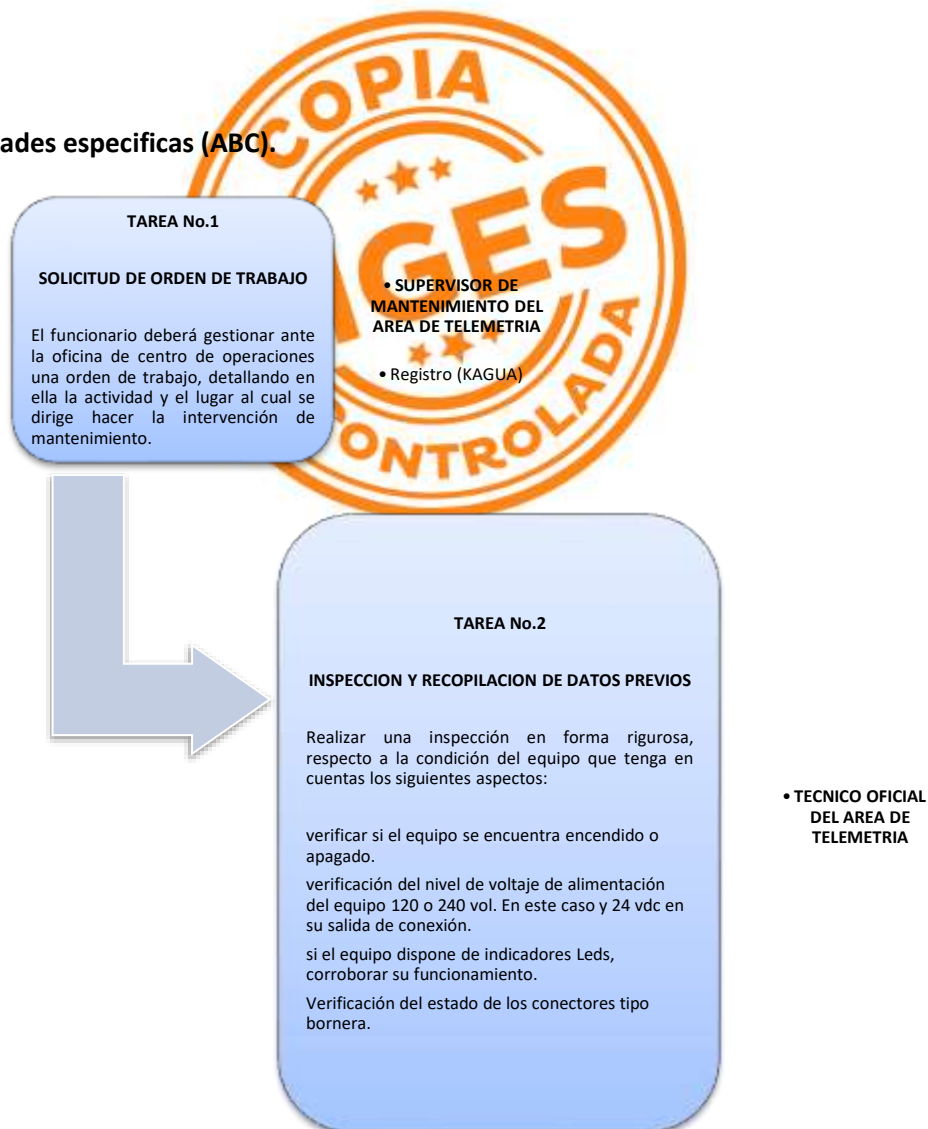 COPIA
ades especificas (ABC).
TAREA No.1
SOLICITUD DE ORDEN DE TRABAJO
El funcionario deberá gestionar ante
la oficina de centro de operaciones
una orden de trabajo, detallando en
ella la actividad y el lugar al cual se
dirige hacer la intervención de
mantenimiento.
GES
• SUPERVISOR DE
MANTENIMIENTO DEL
AREA DE TELEMETRIA
• Registro (KAGUA)
CONTROLADA
TAREA No.2
INSPECCION Y RECOPILACION DE DATOS PREVIOS
Realizar una inspección en forma rigurosa,
respecto a la condición del equipo que tenga en
cuentas los siguientes aspectos:
verificar si el equipo se encuentra encendido o
apagado.
verificación del nivel de voltaje de alimentación
del equipo 120 o 240 vol. En este caso y 24 vdc en
su salida de conexión.
si el equipo dispone de indicadores Leds,
corroborar su funcionamiento.
Verificación del estado de los conectores tipo
bornera.
• TECNICO OFICIAL
DEL AREA DE
TELEMETRIA